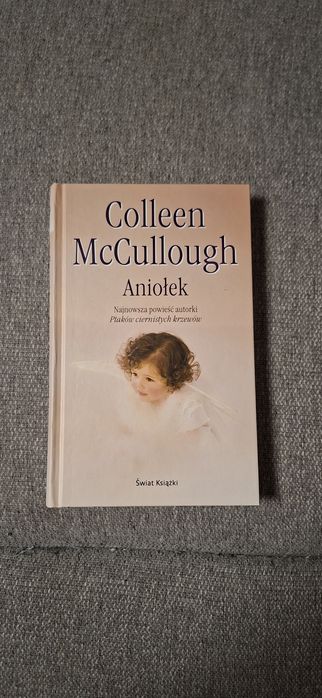 Colleen
McCullough
Aniołek
Najnowsza powieść autorki
Ptaków ciernistych krzewów
Świat Książki